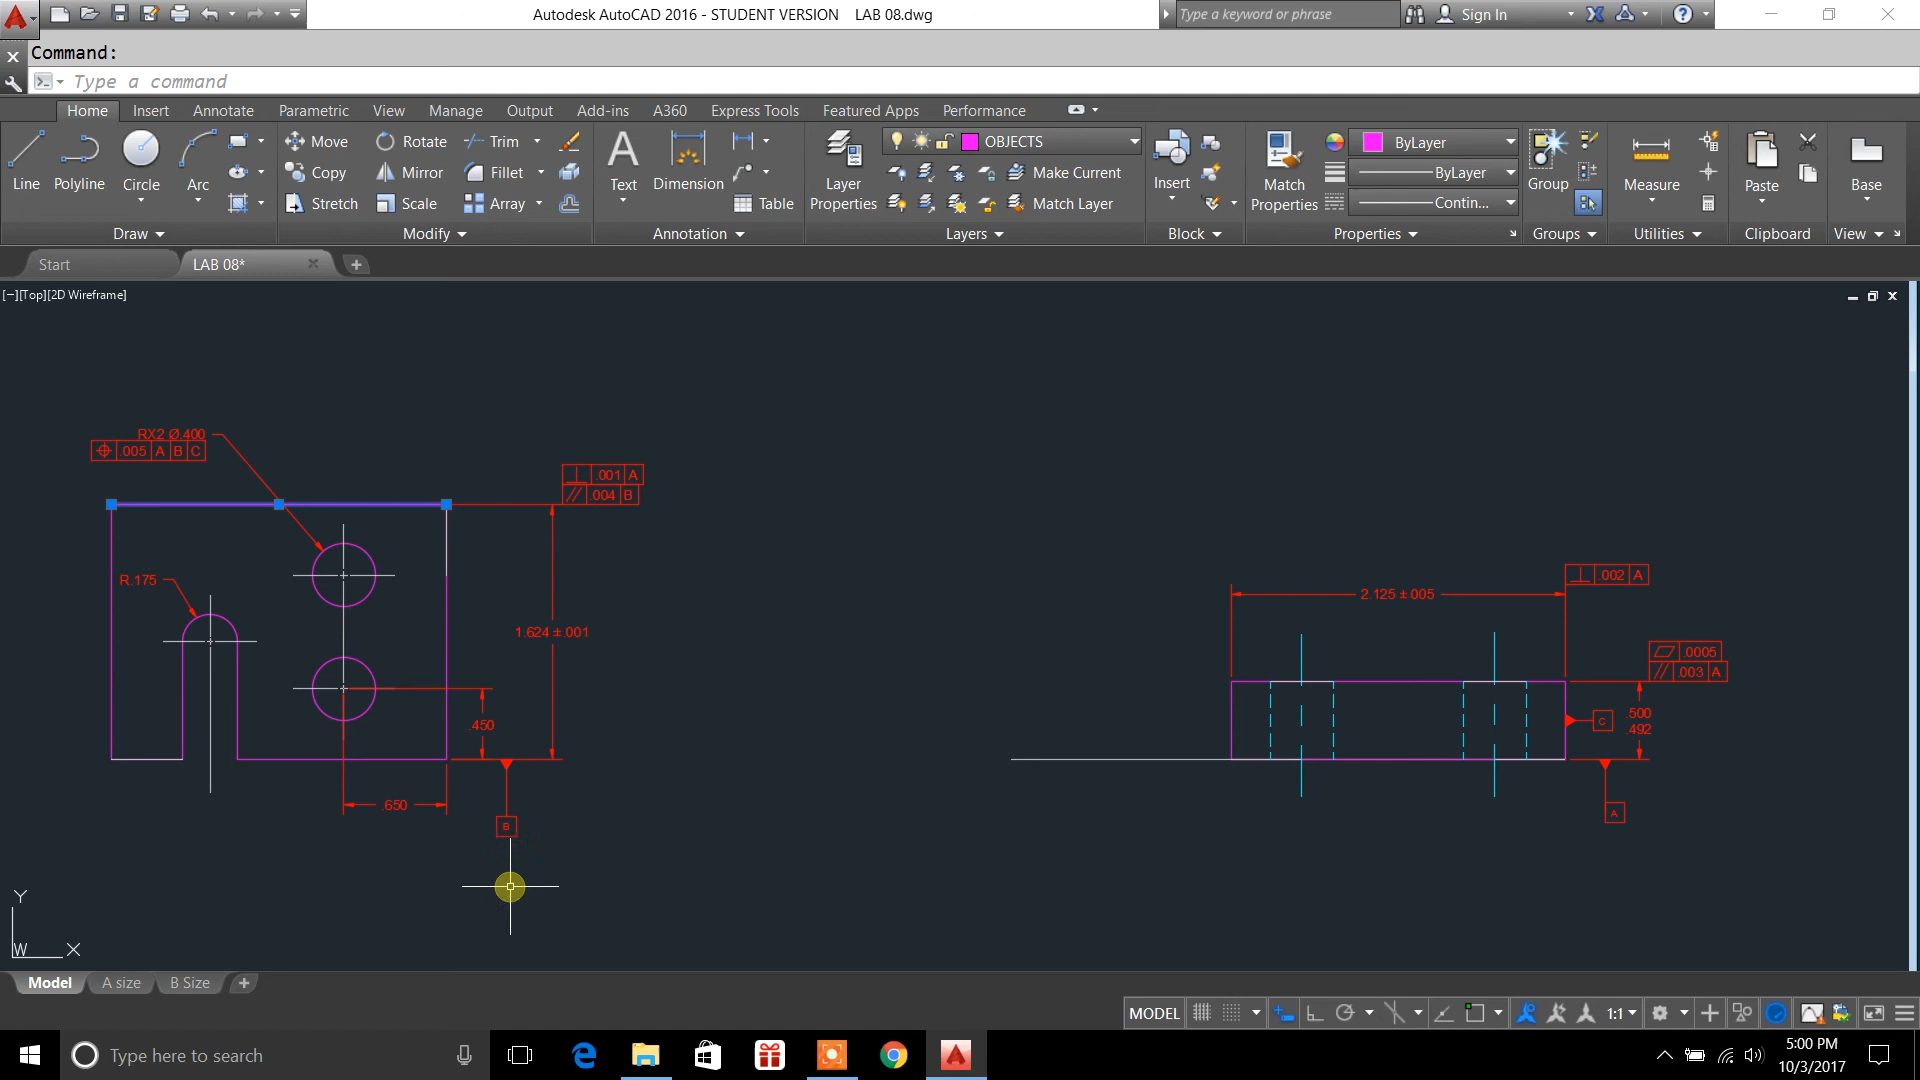 Autodesk AutoCAD 2016 - STUDENT VERSION LAB 08.dwg
Type a keyword or phrase
Sign In
Command:
Type a command
Home Insert Annotate Parametric View Manage Output Add-ins A360 Express Tools Featured Apps Performance
Line Polyline Circle Arc
Move Rotate Trim
Copy Mirror Fillet
Stretch Scale Array
Text Dimension Table
Layer Properties
OBJECTS
Make Current
Match Layer
Insert
Match Properties
ByLayer
ByLayer
Contin...
Group
Measure
Paste
Base
Draw Modify Annotation Layers Block Properties Groups Utilities Clipboard View
Start LAB 08*
[−][Top][2D Wireframe]
RX2 Ø.400
.005 A B C
.001 A
// .004 B
R.175
1.624 ±.001
.450
.650
B
2.125 ±.005
.002 A
.0005
// .003 A
.500
.492
C
A
Y
W X
Model A size B Size
MODEL 1:1
Type here to search
5:00 PM
10/3/2017